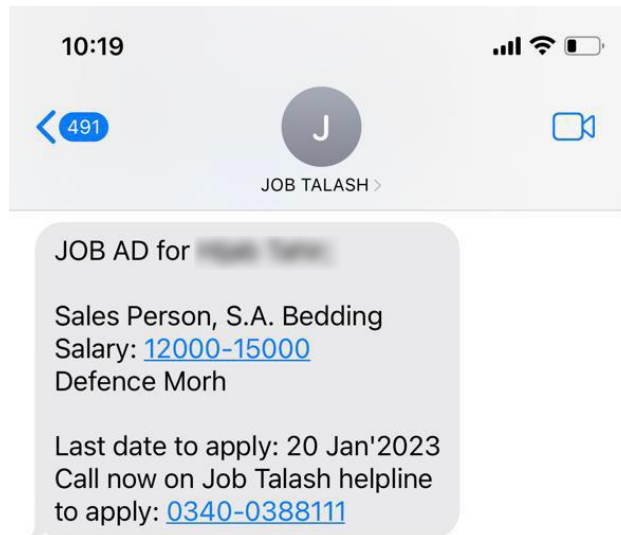 10:19
491
J
JOB TALASH
JOB AD for
Sales Person, S.A. Bedding
Salary: 12000-15000
Defence Morh
Last date to apply: 20 Jan'2023
Call now on Job Talash helpline
to apply: 0340-0388111